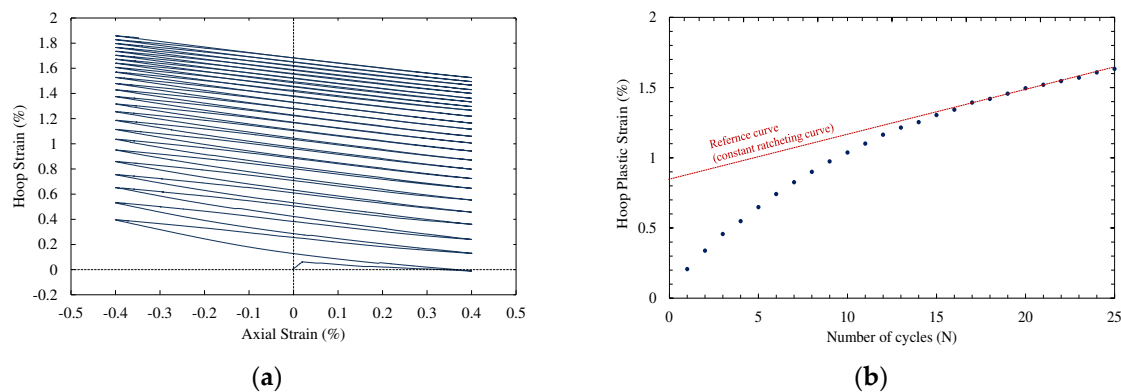 2
1.8
1.6
1.4
1.2
1
0.8
0.6
0.4
0.2
0
-0.2
Hoop Strain (%)
-0.5 -0.4 -0.3 -0.2 -0.1 0 0.1 0.2 0.3 0.4 0.5
Axial Strain (%)
(a)
2
1.5
1
0.5
0
Hoop Plastic Strain (%)
Refernce curve
(constant ratcheting curve)
0 5 10 15 20 25
Number of cycles (N)
(b)